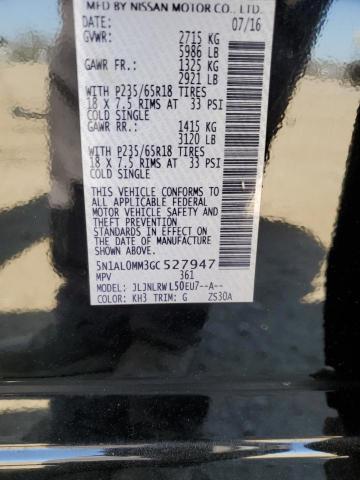 MFD BY NISSAN MOTOR CO., LTD.
DATE: 07/16
GVWR: 2715 KG
5986 LB
GAWR FR.: 1325 KG
2921 LB
WITH P235/65R18 TIRES
18 X 7.5 RIMS AT 33 PSI
COLD SINGLE
GAWR RR.: 1415 KG
3120 LB
WITH P235/65R18 TIRES
18 X 7.5 RIMS AT 33 PSI
COLD SINGLE
THIS VEHICLE CONFORMS TO
ALL APPLICABLE FEDERAL
MOTOR VEHICLE SAFETY AND
THEFT PREVENTION
STANDARDS IN EFFECT ON
THE DATE OF MANUFACTURE
SHOWN ABOVE.
5N1AL0MM3GC527947
MPV 361
MODEL: JLJNLRWL50EU7--A--
COLOR: KH3 TRIM: G ZS30A